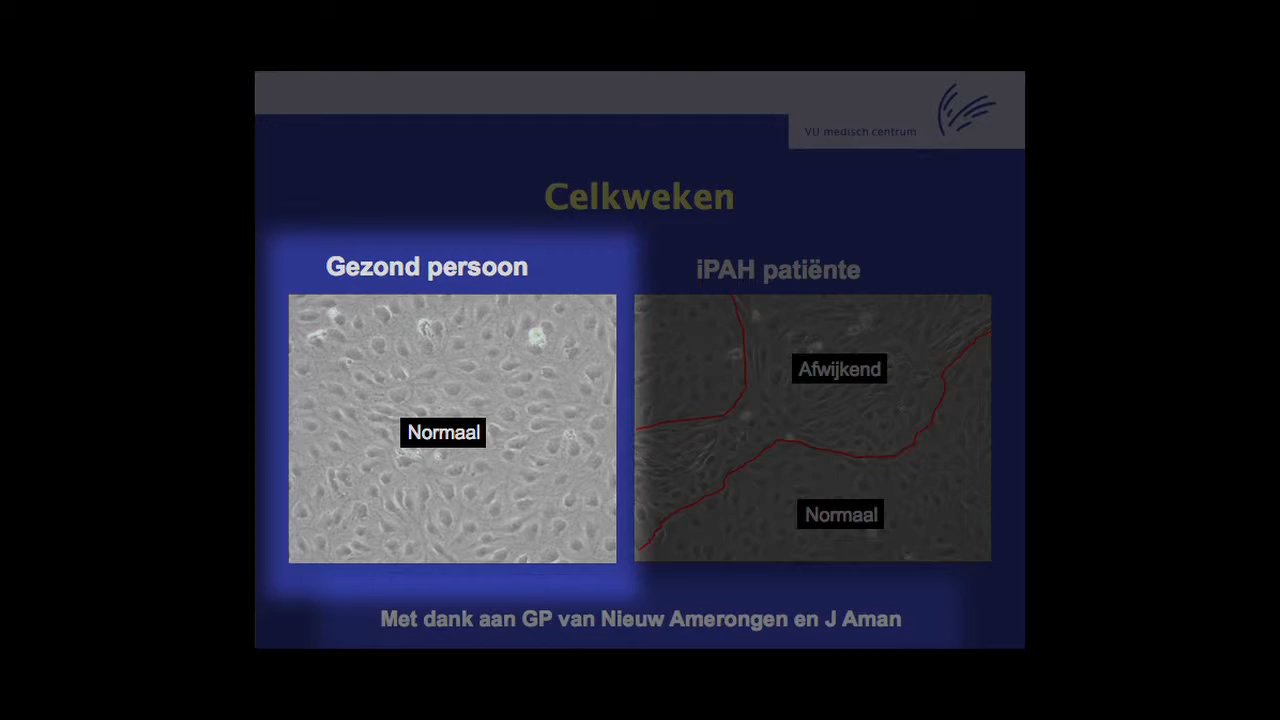 VU medisch centrum
Celkweken
Gezond persoon
iPAH patiënte
Afwijkend
Normaal
Normaal
Met dank aan GP van Nieuw Amerongen en J Aman